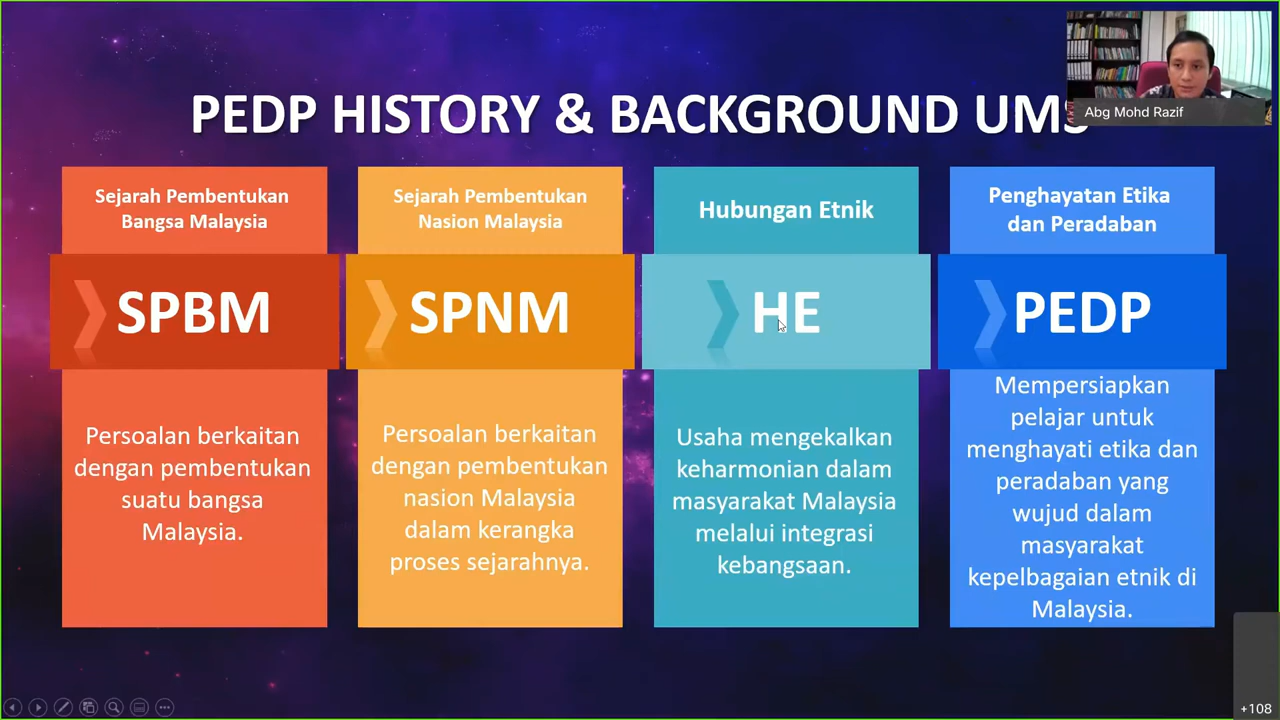 PEDP HISTORY & BACKGROUND UMS
Abg Mohd Razif
Sejarah Pembentukan
Bangsa Malaysia
SPBM
Persoalan berkaitan
dengan pembentukan
suatu bangsa
Malaysia.
Sejarah Pembentukan
Nasion Malaysia
SPNM
Persoalan berkaitan
dengan pembentukan
nasion Malaysia
dalam kerangka
proses sejarahnya.
Hubungan Etnik
HE
Usaha mengekalkan
keharmonian dalam
masyarakat Malaysia
melalui integrasi
kebangsaan.
Penghayatan Etika
dan Peradaban
PEDP
Mempersiapkan
pelajar untuk
menghayati etika dan
peradaban yang
wujud dalam
masyarakat
kepelbagaian etnik di
Malaysia.
+108